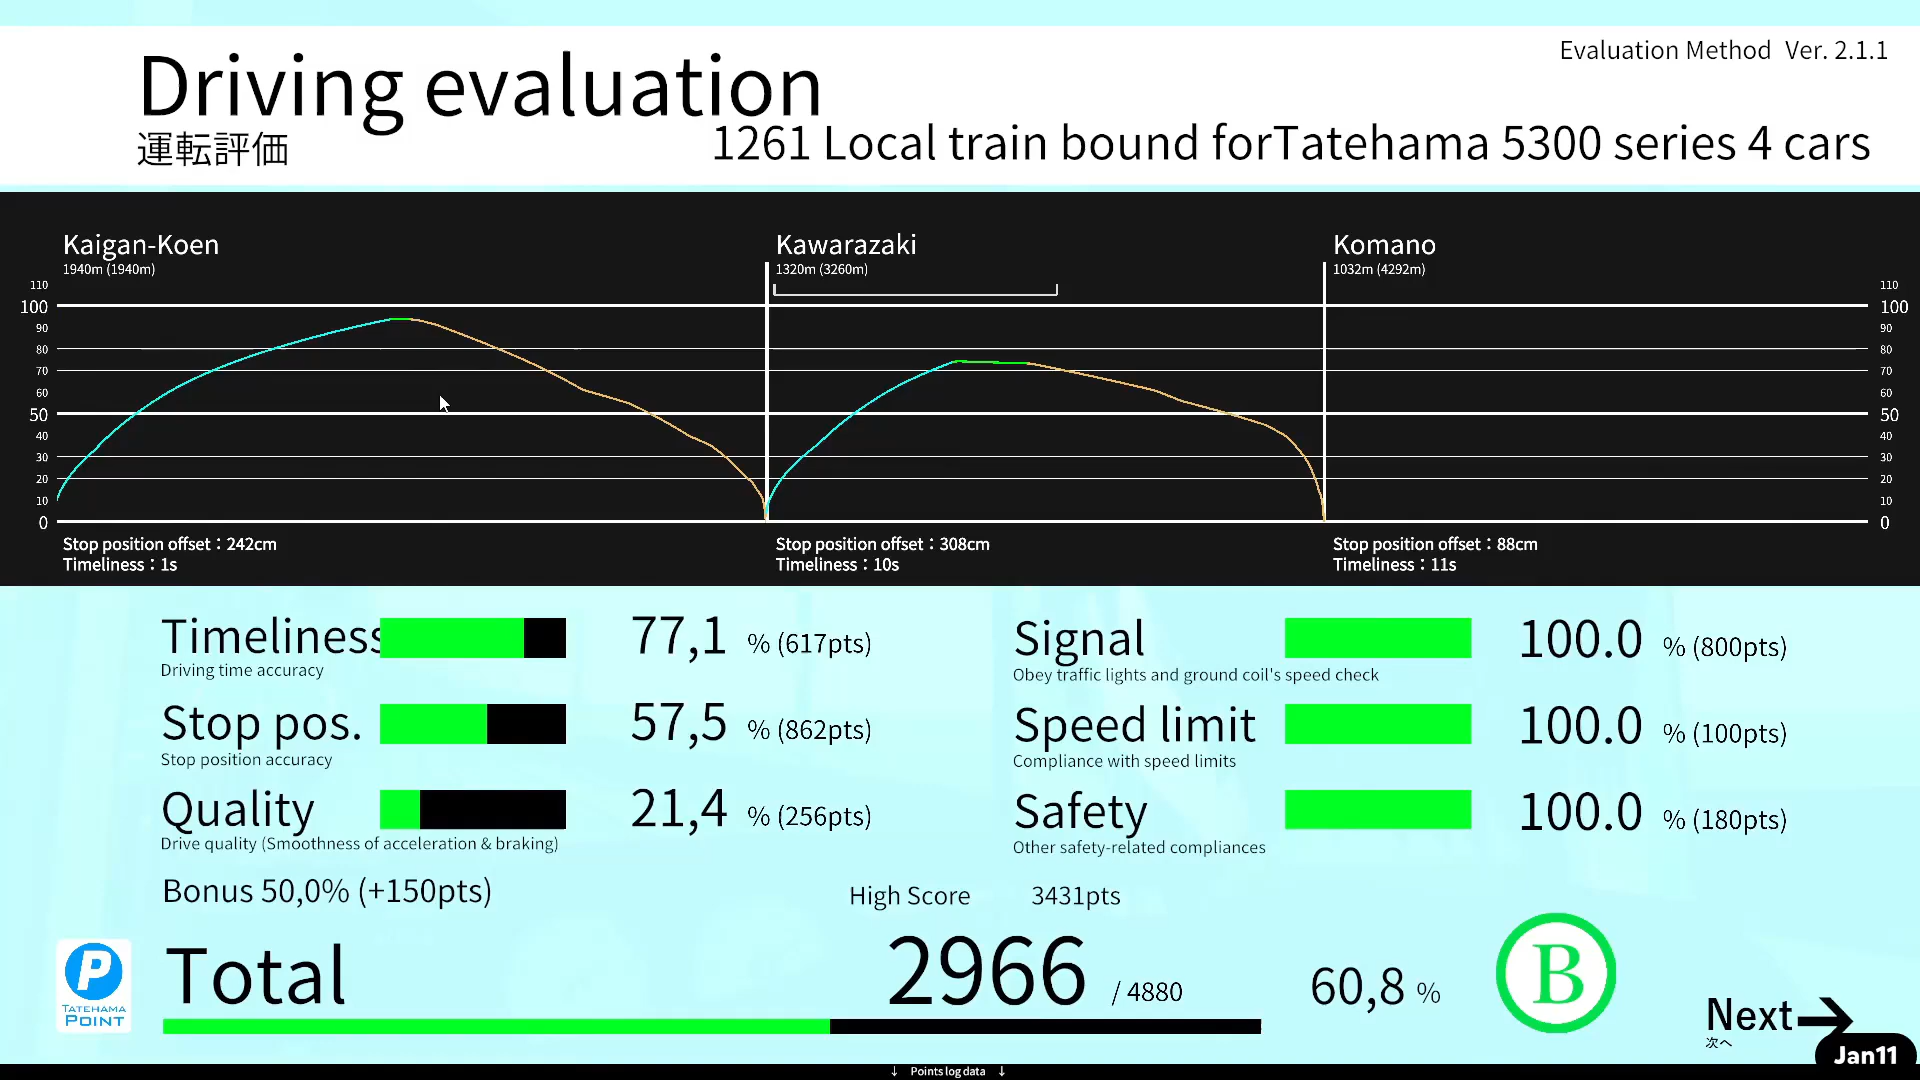 Evaluation Method Ver. 2.1.1
Driving evaluation
運転評価
1261 Local train bound forTatehama 5300 series 4 cars
Kaigan-Koen
1940m (1940m)
Kawarazaki
1320m (3260m)
Komano
1032m (4292m)
110 110
100 100
90 90
80 80
70 70
60 60
50 50
40 40
30 30
20 20
10 10
0 0
Stop position offset：242cm
Timeliness：1s
Stop position offset：308cm
Timeliness：10s
Stop position offset：88cm
Timeliness：11s
Timeliness 77,1 % (617pts)
Driving time accuracy
Signal 100.0 % (800pts)
Obey traffic lights and ground coil's speed check
Stop pos. 57,5 % (862pts)
Stop position accuracy
Speed limit 100.0 % (100pts)
Compliance with speed limits
Quality 21,4 % (256pts)
Drive quality (Smoothness of acceleration & braking)
Safety 100.0 % (180pts)
Other safety-related compliances
Bonus 50,0% (+150pts)
High Score 3431pts
P
TATEHAMA
POINT
Total 2966 / 4880 60,8 % B
Next
次へ
Jan11
↓ Points log data ↓